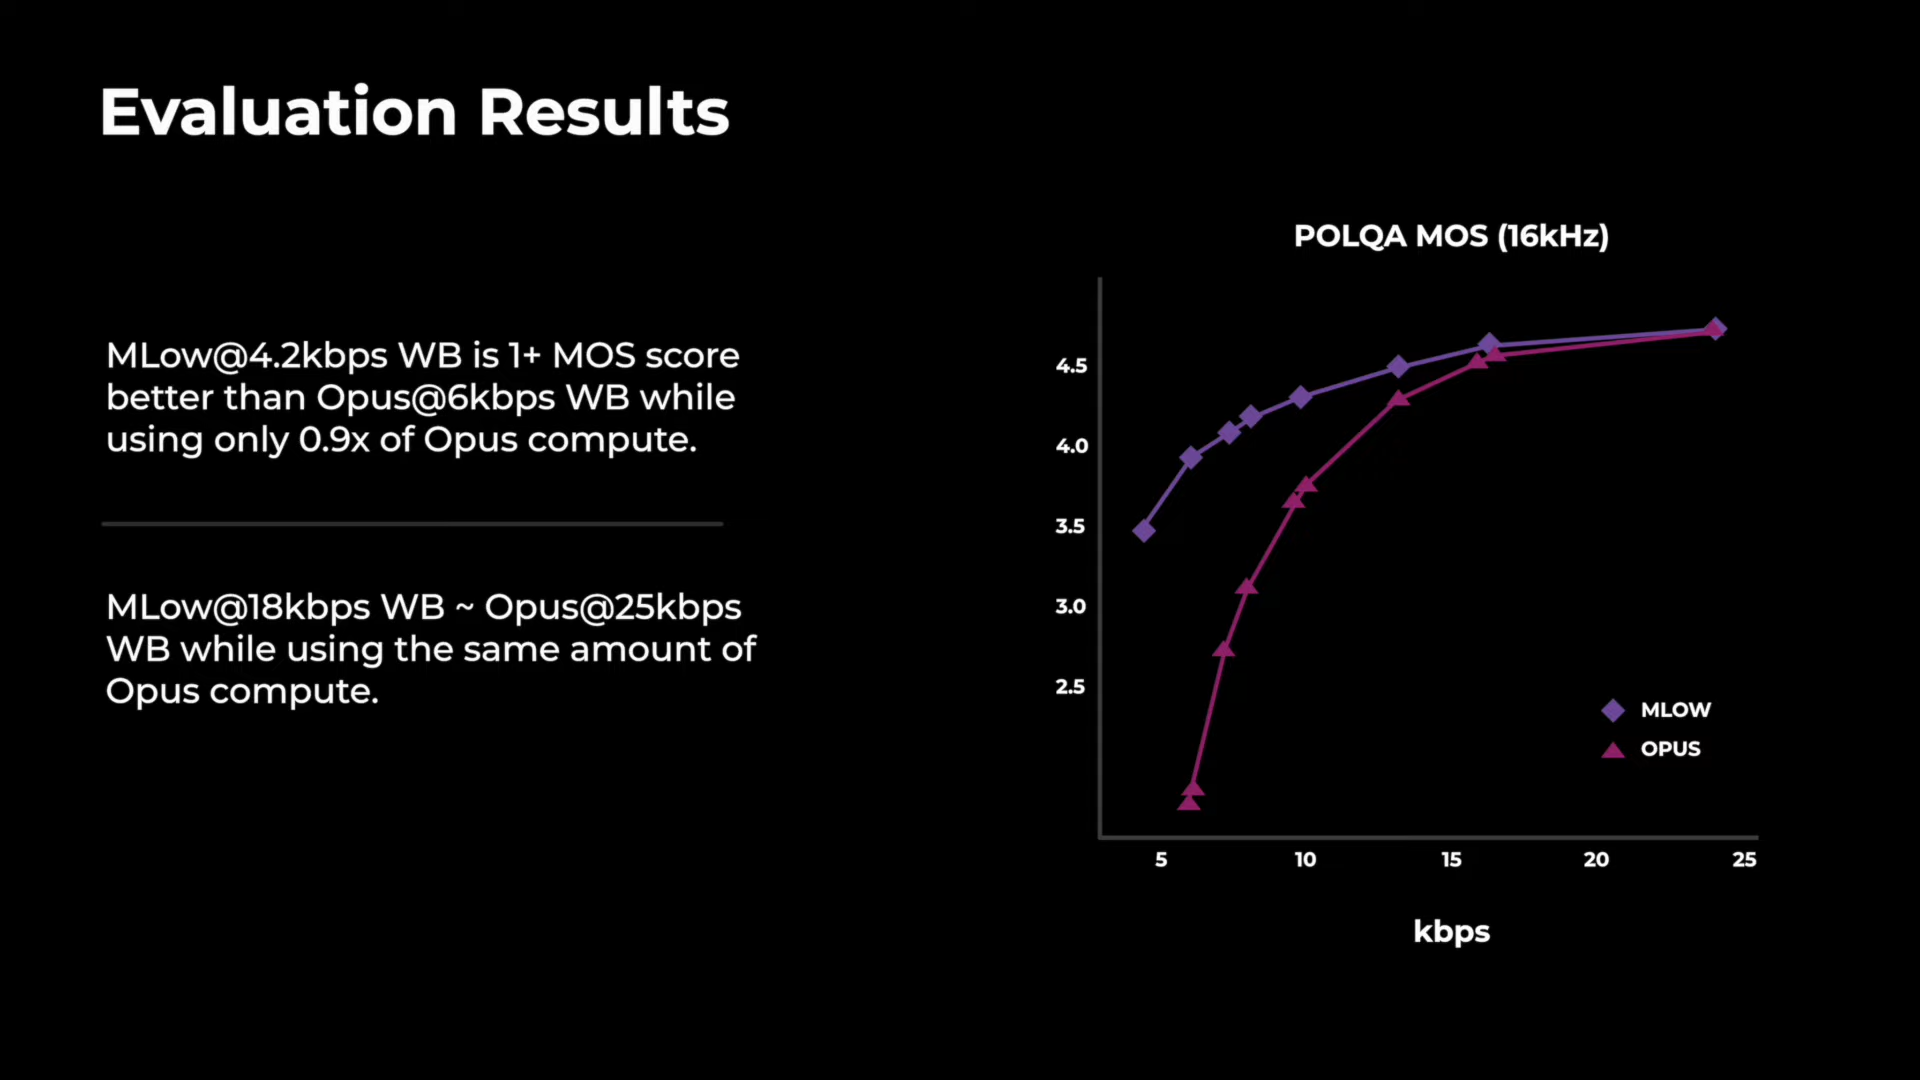 Evaluation Results
MLow@4.2kbps WB is 1+ MOS score
better than Opus@6kbps WB while
using only 0.9x of Opus compute.
MLow@18kbps WB ~ Opus@25kbps
WB while using the same amount of
Opus compute.
POLQA MOS (16kHz)
4.5
4.0
3.5
3.0
2.5
MLOW
OPUS
5 10 15 20 25
kbps